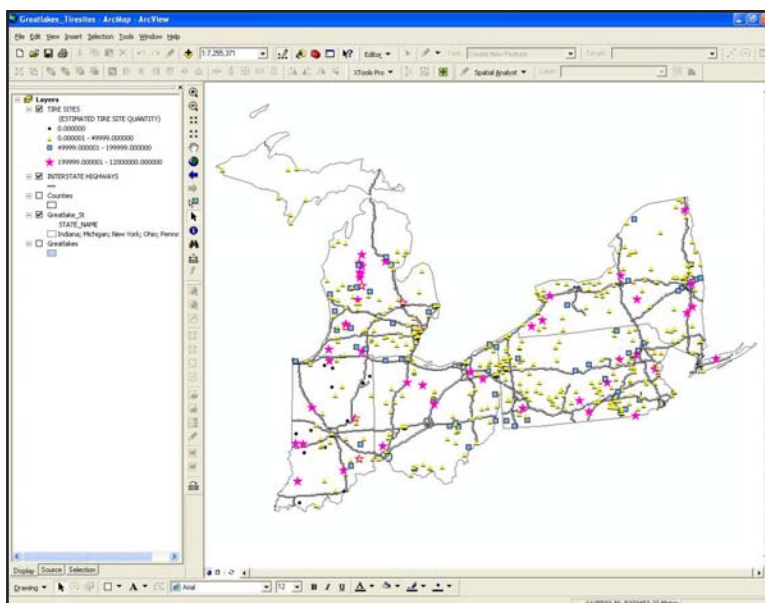 Greatlakes_Tiresites - ArcMap - ArcView
File Edit View Insert Selection Tools Window Help
1:7,255,371 Editor Task: Create New Feature Target:
XTools Pro Spatial Analyst Layer:
Layers
TIRE SITES
(ESTIMATED TIRE SITE QUANTITY)
0.000000
0.000001 - 49999.000000
49999.000001 - 199999.000000
199999.000001 - 12000000.000000
INTERSTATE HIGHWAYS
Counties
Greatlake_St
STATE_NAME
Indiana; Michigan; New York; Ohio; Penns
Greatlakes
Display Source Selection
Drawing A Arial 12 B I U A